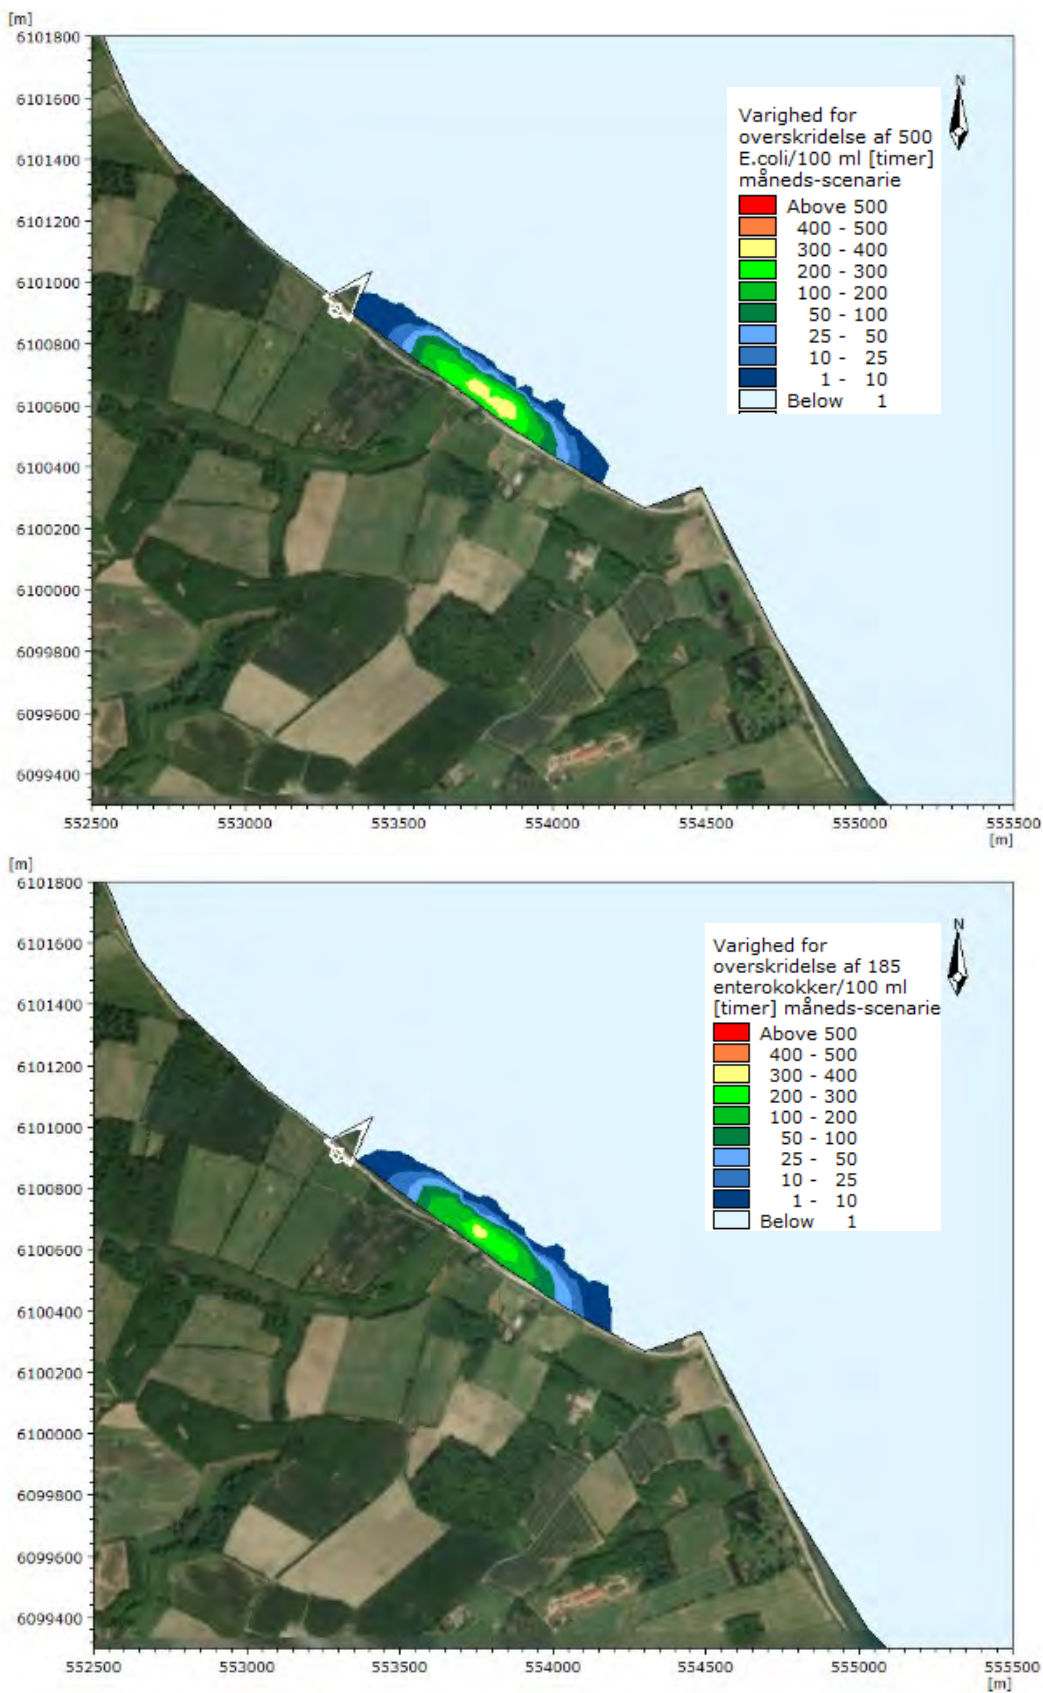 [m]
6101800
6101600
6101400
6101200
6101000
6100800
6100600
6100400
6100200
6100000
6099800
6099600
6099400
552500 553000 553500 554000 554500 555000 555500
[m]
N
Varighed for
overskridelse af 500
E.coli/100 ml [timer]
måneds-scenarie
Above 500
400 - 500
300 - 400
200 - 300
100 - 200
50 - 100
25 - 50
10 - 25
1 - 10
Below 1
[m]
6101800
6101600
6101400
6101200
6101000
6100800
6100600
6100400
6100200
6100000
6099800
6099600
6099400
552500 553000 553500 554000 554500 555000 555500
[m]
N
Varighed for
overskridelse af 185
enterokokker/100 ml
[timer] måneds-scenarie
Above 500
400 - 500
300 - 400
200 - 300
100 - 200
50 - 100
25 - 50
10 - 25
1 - 10
Below 1